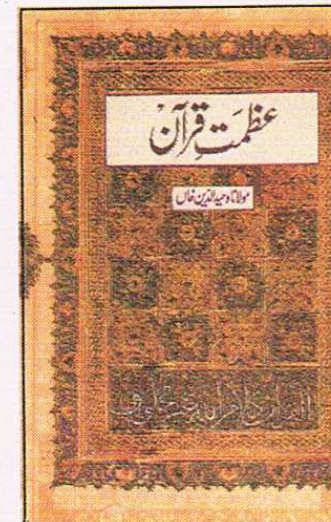 عظمتِ قرآن
مولانا وحید الدین خاں